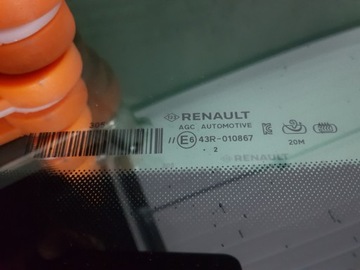 RENAULT
AGC AUTOMOTIVE
// E6 43R-010867
. 2
20M
RENAULT